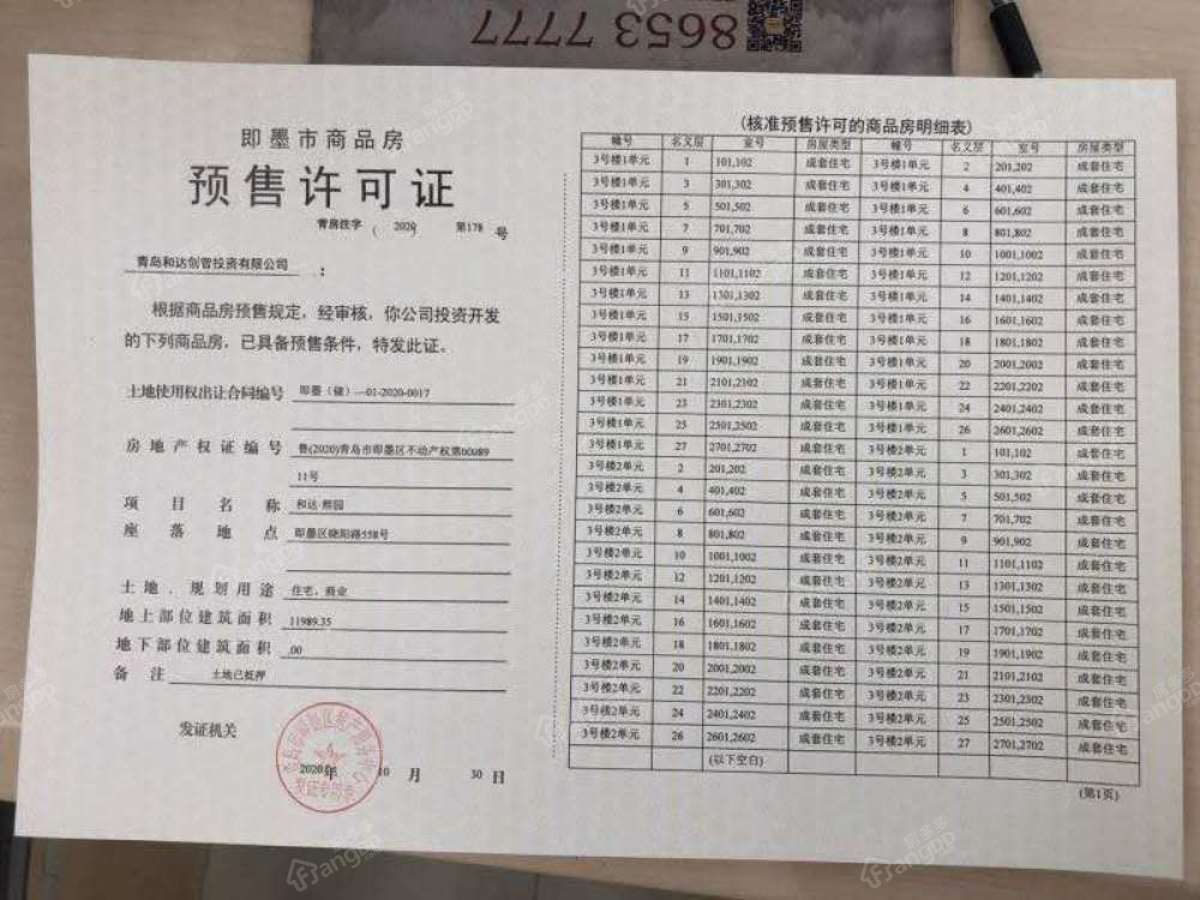 8653 7777
即墨市商品房
预售许可证
青房注字 ( 2020 ) 第178 号
青岛和达创智投资有限公司 :
根据商品房预售规定，经审核，你公司投资开发
的下列商品房，已具备预售条件，特发此证。
土地使用权出让合同编号 即墨（储）—01-2020-0017
房地产权证编号 鲁(2020)青岛市即墨区不动产权第00089
11号
项目名称 和达·熙园
座落地点 即墨区晓阳路558号
土地、规划用途 住宅，商业
地上部位建筑面积 11989.35
地下部位建筑面积 .00
备注 土地已抵押
发证机关
发证专用章
2020年 10 月 30 日
(核准预售许可的商品房明细表)
幢号 名义层 室号 房屋类型 幢号 名义层 室号 房屋类型
3号楼1单元 1 101,102 成套住宅 3号楼1单元 2 201,202 成套住宅
3号楼1单元 3 301,302 成套住宅 3号楼1单元 4 401,402 成套住宅
3号楼1单元 5 501,502 成套住宅 3号楼1单元 6 601,602 成套住宅
3号楼1单元 7 701,702 成套住宅 3号楼1单元 8 801,802 成套住宅
3号楼1单元 9 901,902 成套住宅 3号楼1单元 10 1001,1002 成套住宅
3号楼1单元 11 1101,1102 成套住宅 3号楼1单元 12 1201,1202 成套住宅
3号楼1单元 13 1301,1302 成套住宅 3号楼1单元 14 1401,1402 成套住宅
3号楼1单元 15 1501,1502 成套住宅 3号楼1单元 16 1601,1602 成套住宅
3号楼1单元 17 1701,1702 成套住宅 3号楼1单元 18 1801,1802 成套住宅
3号楼1单元 19 1901,1902 成套住宅 3号楼1单元 20 2001,2002 成套住宅
3号楼1单元 21 2101,2102 成套住宅 3号楼1单元 22 2201,2202 成套住宅
3号楼1单元 23 2301,2302 成套住宅 3号楼1单元 24 2401,2402 成套住宅
3号楼1单元 25 2501,2502 成套住宅 3号楼1单元 26 2601,2602 成套住宅
3号楼1单元 27 2701,2702 成套住宅 3号楼2单元 1 101,102 成套住宅
3号楼2单元 2 201,202 成套住宅 3号楼2单元 3 301,302 成套住宅
3号楼2单元 4 401,402 成套住宅 3号楼2单元 5 501,502 成套住宅
3号楼2单元 6 601,602 成套住宅 3号楼2单元 7 701,702 成套住宅
3号楼2单元 8 801,802 成套住宅 3号楼2单元 9 901,902 成套住宅
3号楼2单元 10 1001,1002 成套住宅 3号楼2单元 11 1101,1102 成套住宅
3号楼2单元 12 1201,1202 成套住宅 3号楼2单元 13 1301,1302 成套住宅
3号楼2单元 14 1401,1402 成套住宅 3号楼2单元 15 1501,1502 成套住宅
3号楼2单元 16 1601,1602 成套住宅 3号楼2单元 17 1701,1702 成套住宅
3号楼2单元 18 1801,1802 成套住宅 3号楼2单元 19 1901,1902 成套住宅
3号楼2单元 20 2001,2002 成套住宅 3号楼2单元 21 2101,2102 成套住宅
3号楼2单元 22 2201,2202 成套住宅 3号楼2单元 23 2301,2302 成套住宅
3号楼2单元 24 2401,2402 成套住宅 3号楼2单元 25 2501,2502 成套住宅
3号楼2单元 26 2601,2602 成套住宅 3号楼2单元 27 2701,2702 成套住宅
(以下空白)
(第1页)
房多多
Fangdd